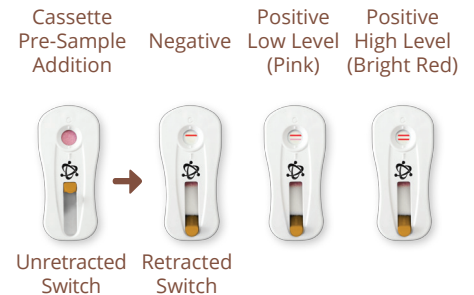 Cassette
Pre-Sample
Addition
Negative
Positive
Low Level
(Pink)
Positive
High Level
(Bright Red)
Unretracted
Switch
Retracted
Switch